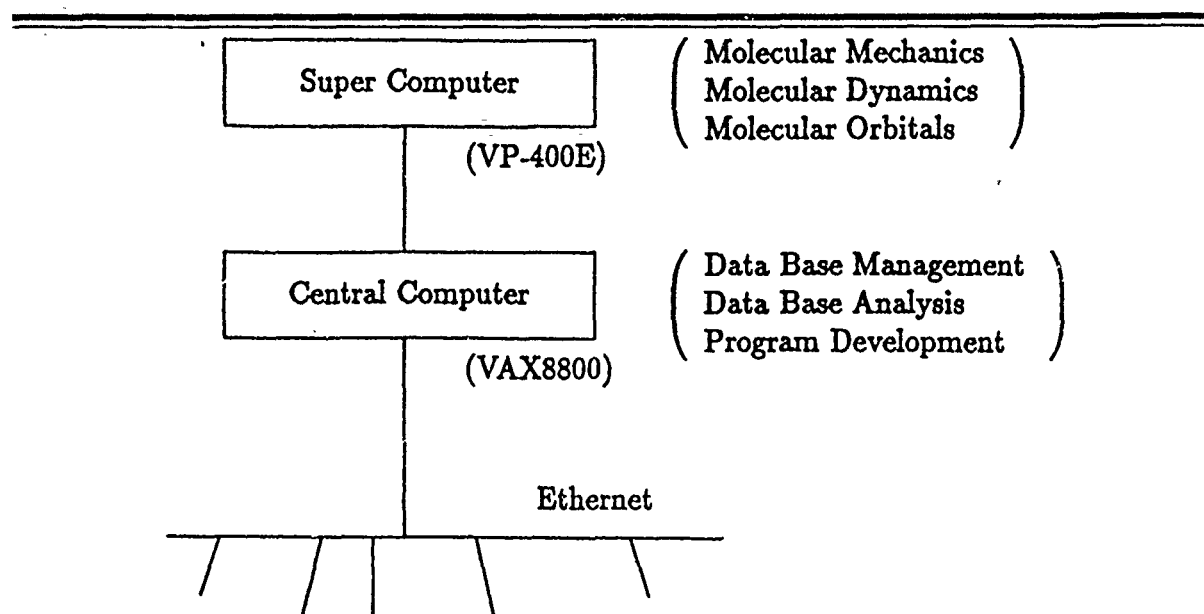 Super Computer
(VP-400E)
Molecular Mechanics
Molecular Dynamics
Molecular Orbitals
Central Computer
(VAX8800)
Data Base Management
Data Base Analysis
Program Development
Ethernet